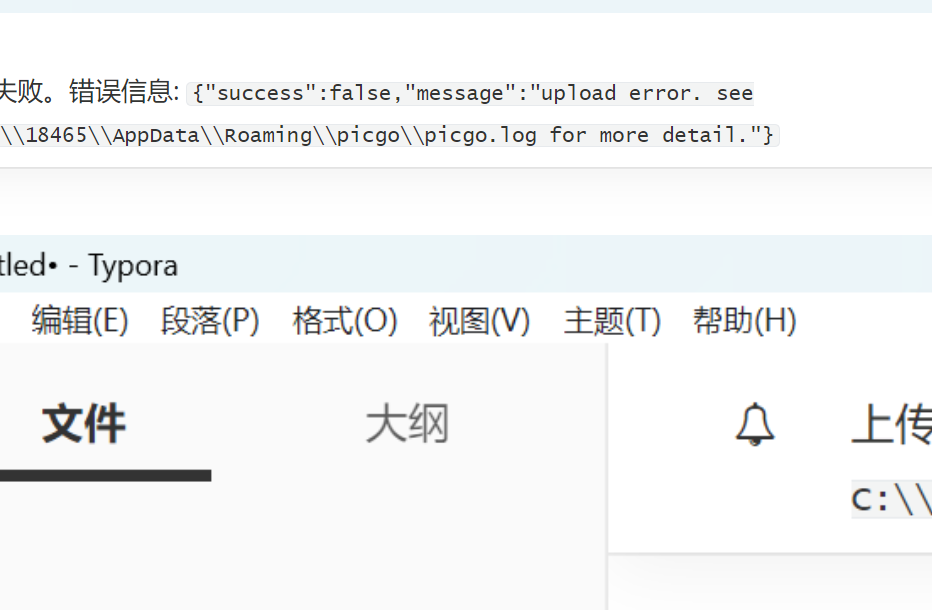 失败。错误信息: {"success":false,"message":"upload error. see
\\18465\\AppData\\Roaming\\picgo\\picgo.log for more detail."}
tled• - Typora
编辑(E) 段落(P) 格式(O) 视图(V) 主题(T) 帮助(H)
文件 大纲 上传
C:\\